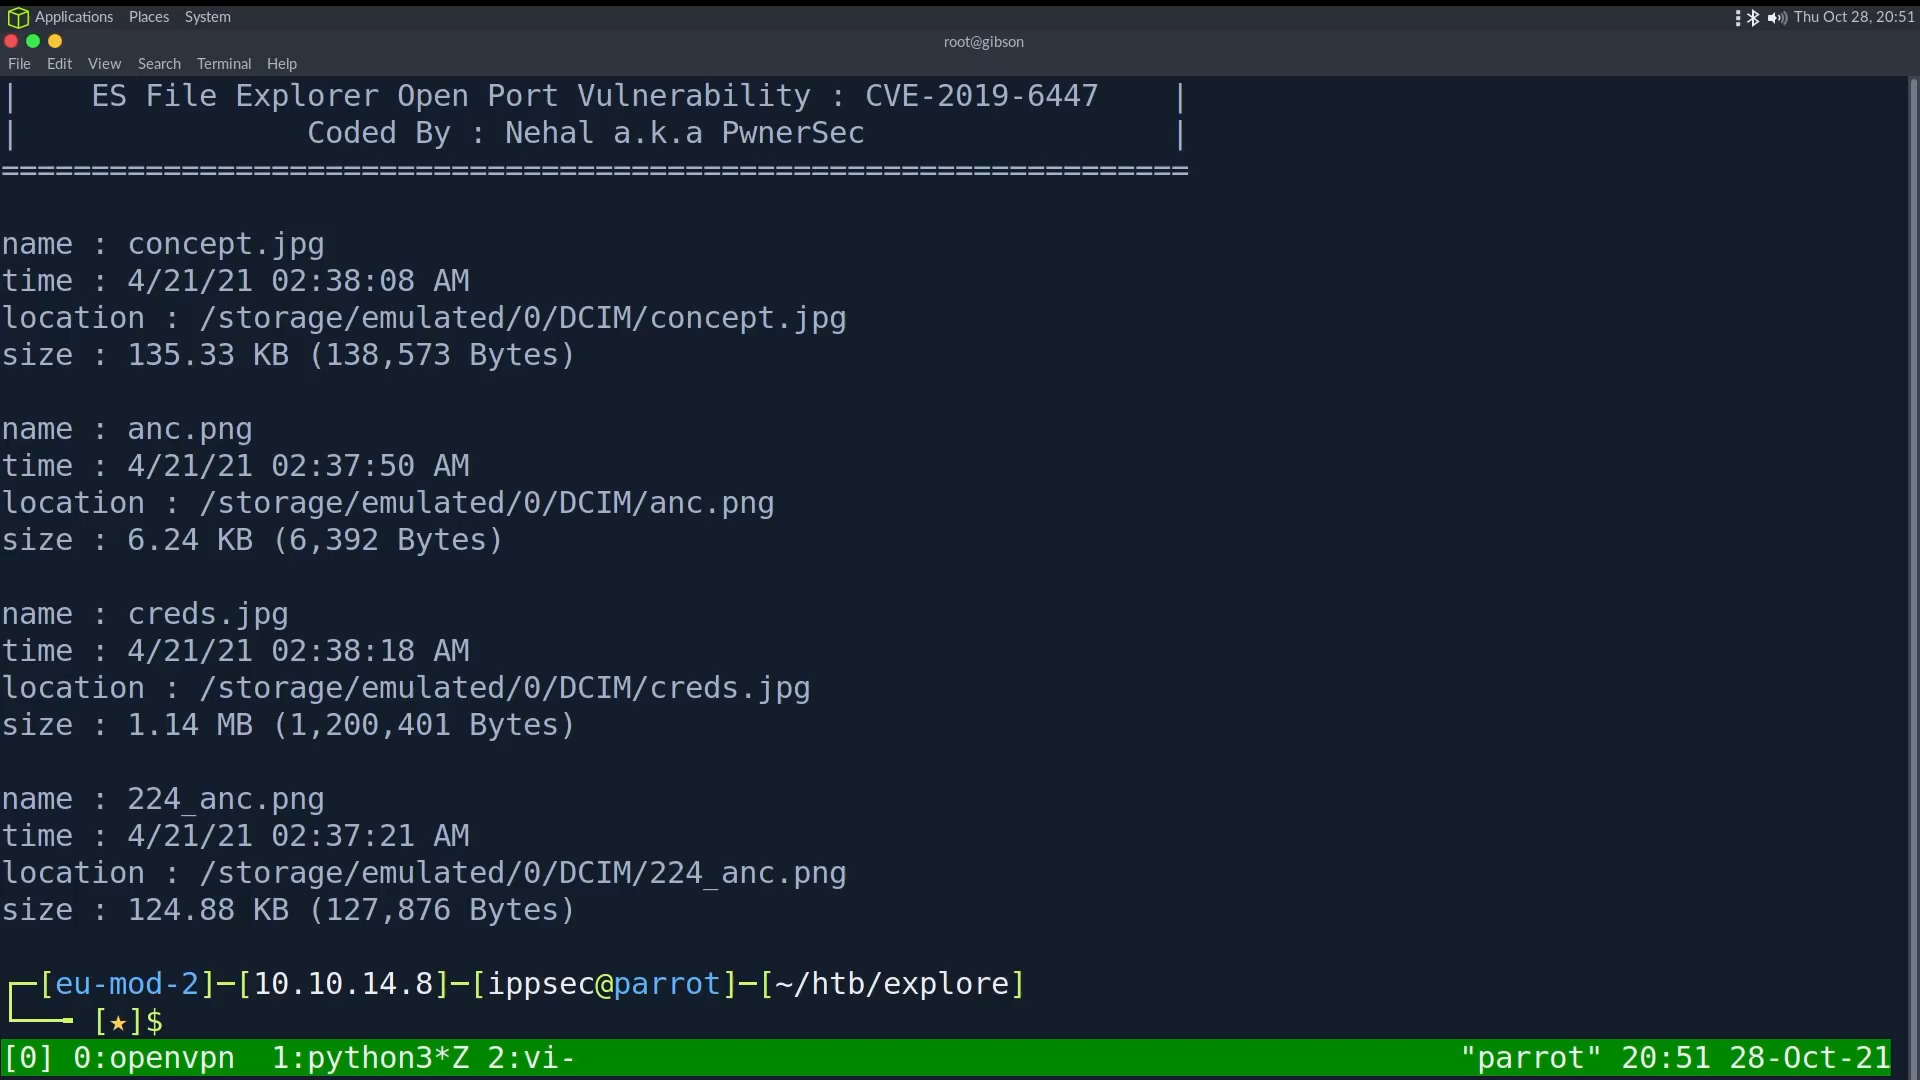 Applications Places System
Thu Oct 28, 20:51
root@gibson
File Edit View Search Terminal Help
|    ES File Explorer Open Port Vulnerability : CVE-2019-6447    |
|                Coded By : Nehal a.k.a PwnerSec                 |
==================================================================
name : concept.jpg
time : 4/21/21 02:38:08 AM
location : /storage/emulated/0/DCIM/concept.jpg
size : 135.33 KB (138,573 Bytes)
name : anc.png
time : 4/21/21 02:37:50 AM
location : /storage/emulated/0/DCIM/anc.png
size : 6.24 KB (6,392 Bytes)
name : creds.jpg
time : 4/21/21 02:38:18 AM
location : /storage/emulated/0/DCIM/creds.jpg
size : 1.14 MB (1,200,401 Bytes)
name : 224_anc.png
time : 4/21/21 02:37:21 AM
location : /storage/emulated/0/DCIM/224_anc.png
size : 124.88 KB (127,876 Bytes)
┌─[eu-mod-2]─[10.10.14.8]─[ippsec@parrot]─[~/htb/explore]
└──╼ [★]$
[0] 0:openvpn  1:python3*Z 2:vi-    "parrot" 20:51 28-Oct-21